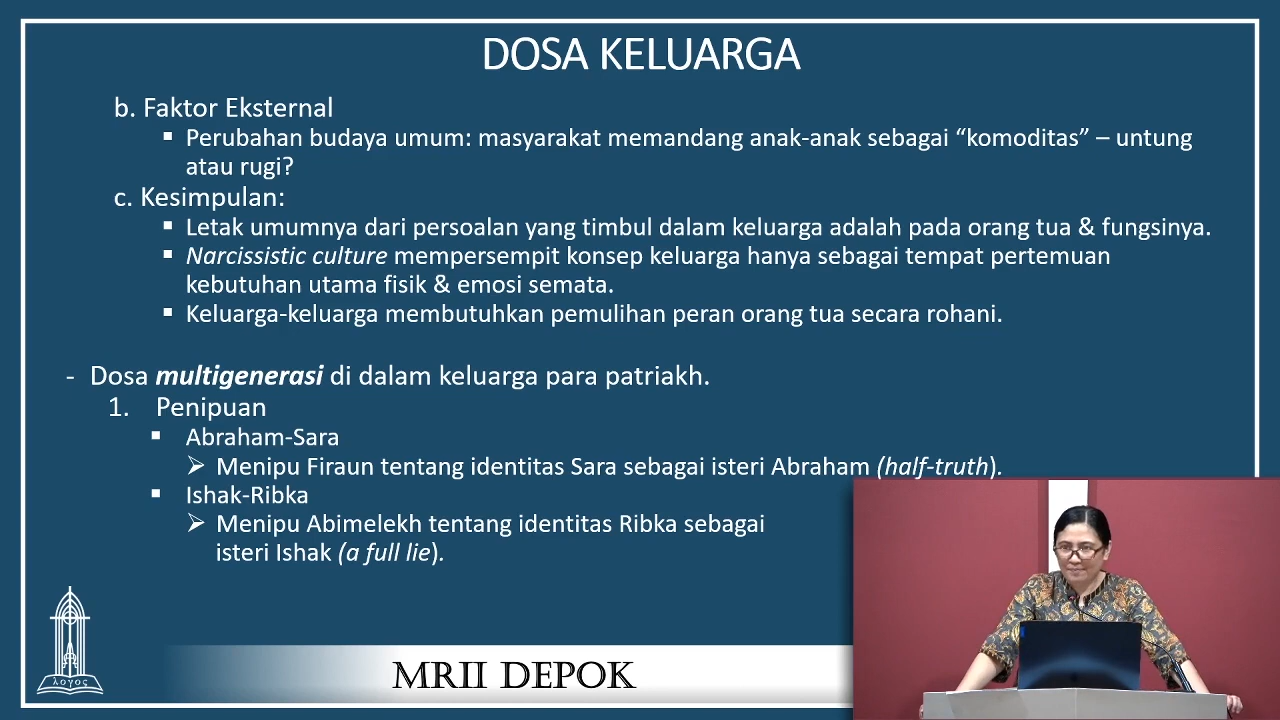 DOSA KELUARGA
b. Faktor Eksternal
▪ Perubahan budaya umum: masyarakat memandang anak-anak sebagai “komoditas” – untung
atau rugi?
c. Kesimpulan:
▪ Letak umumnya dari persoalan yang timbul dalam keluarga adalah pada orang tua & fungsinya.
▪ Narcissistic culture mempersempit konsep keluarga hanya sebagai tempat pertemuan
kebutuhan utama fisik & emosi semata.
▪ Keluarga-keluarga membutuhkan pemulihan peran orang tua secara rohani.
- Dosa multigenerasi di dalam keluarga para patriakh.
1. Penipuan
▪ Abraham-Sara
➢ Menipu Firaun tentang identitas Sara sebagai isteri Abraham (half-truth).
▪ Ishak-Ribka
➢ Menipu Abimelekh tentang identitas Ribka sebagai
isteri Ishak (a full lie).
λογος
MRII DEPOK